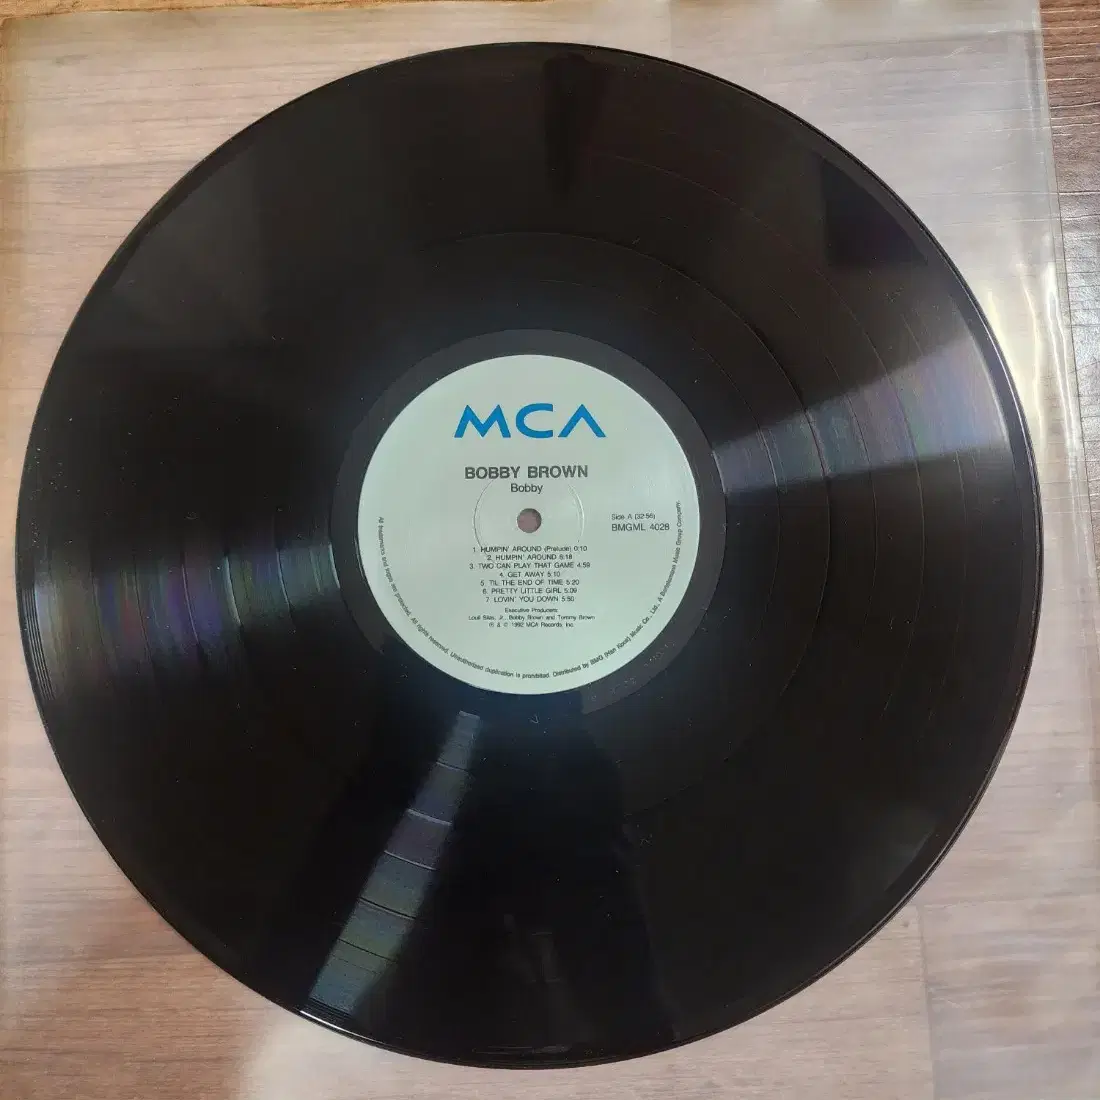 MCA
BOBBY BROWN
Bobby
Side A (32:56)
BMGML 4028
1. HUMPIN' AROUND (Prelude) 0:10
2. HUMPIN' AROUND 6:18
3. TWO CAN PLAY THAT GAME 4:59
4. GET AWAY 5:10
5. TIL THE END OF TIME 5:20
6. PRETTY LITTLE GIRL 5:09
7. LOVIN' YOU DOWN 5:50
Executive Producers:
Louil Silas, Jr., Bobby Brown and Tommy Brown
℗ & © 1992 MCA Records, Inc.
All trademarks and logos are protected. All rights reserved. Unauthorized duplication is prohibited. Distributed by BMG (Han Kook) Music Co., Ltd., A Bertelsmann Music Group Company.